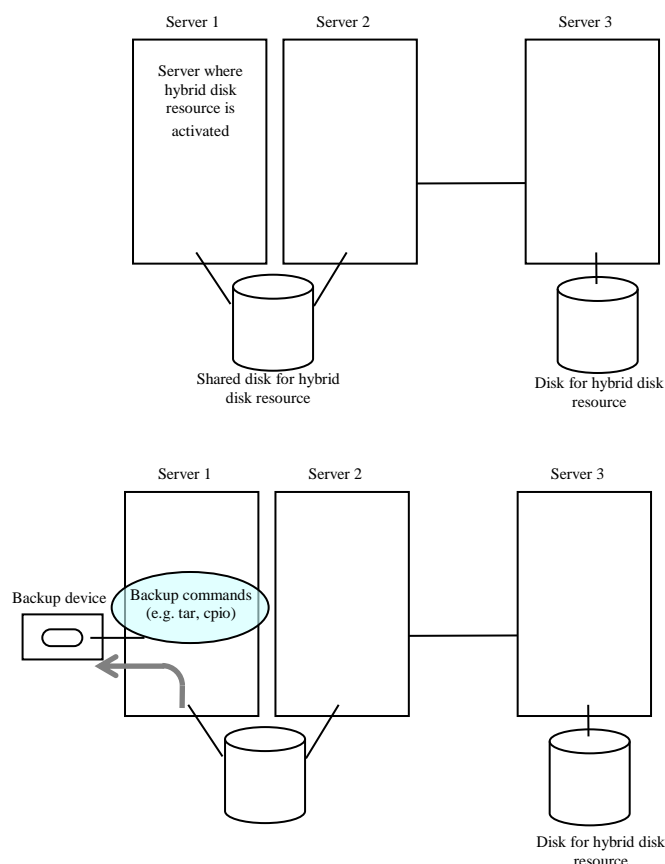 Server 1
Server 2
Server 3
Server where
hybrid disk
resource is
activated
Shared disk for hybrid
disk resource
Disk for hybrid disk
resource
Server 1
Server 2
Server 3
Backup device
Backup commands
(e.g. tar, cpio)
Disk for hybrid disk
resource